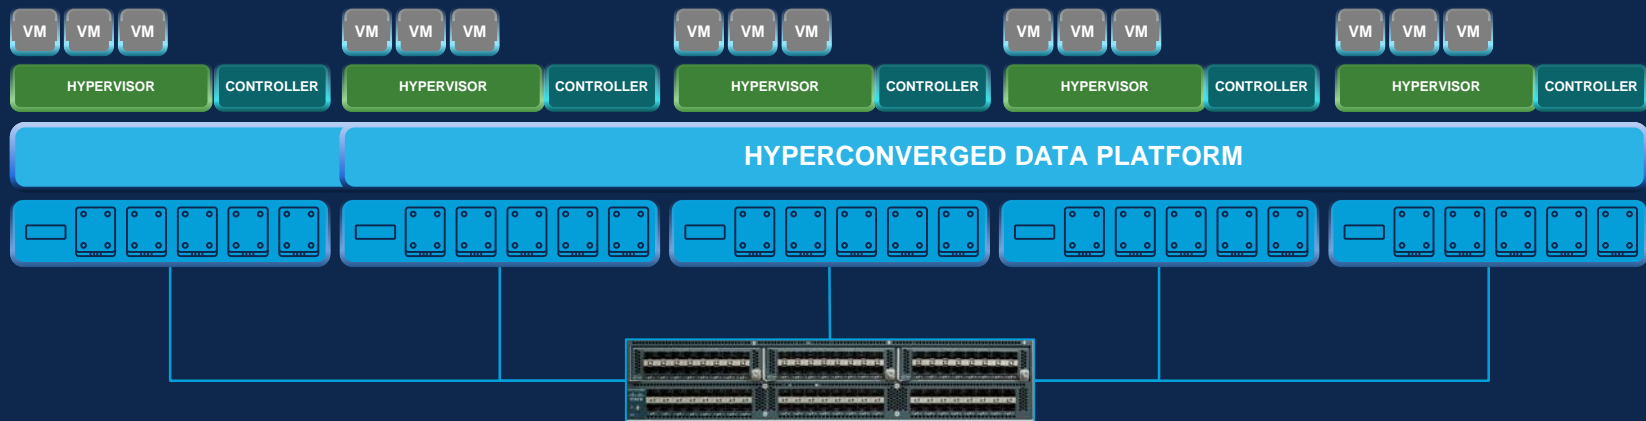 VM VM VM VM VM VM VM VM VM VM VM VM VM VM VM
HYPERVISOR CONTROLLER HYPERVISOR CONTROLLER HYPERVISOR CONTROLLER HYPERVISOR CONTROLLER HYPERVISOR CONTROLLER
HYPERCONVERGED DATA PLATFORM